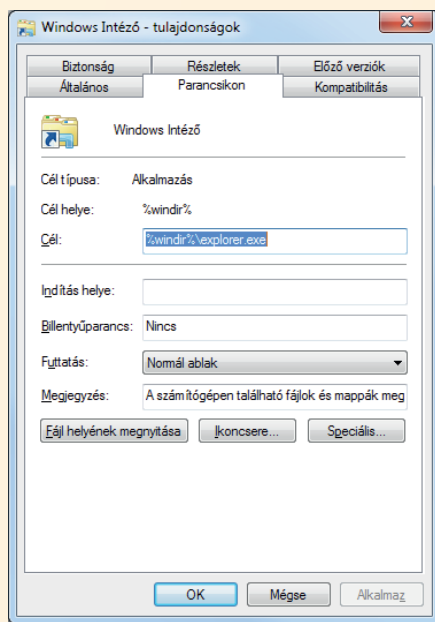 Windows Intéző - tulajdonságok
Biztonság Részletek Előző verziók
Általános Parancsikon Kompatibilitás
Windows Intéző
Cél típusa: Alkalmazás
Cél helye: %windir%
Cél: %windir%\explorer.exe
Indítás helye:
Billentyűparancs: Nincs
Futtatás: Normál ablak
Megjegyzés: A számítógépen található fájlok és mappák meg
Fájl helyének megnyitása Ikoncsere... Speciális...
OK Mégse Alkalmaz